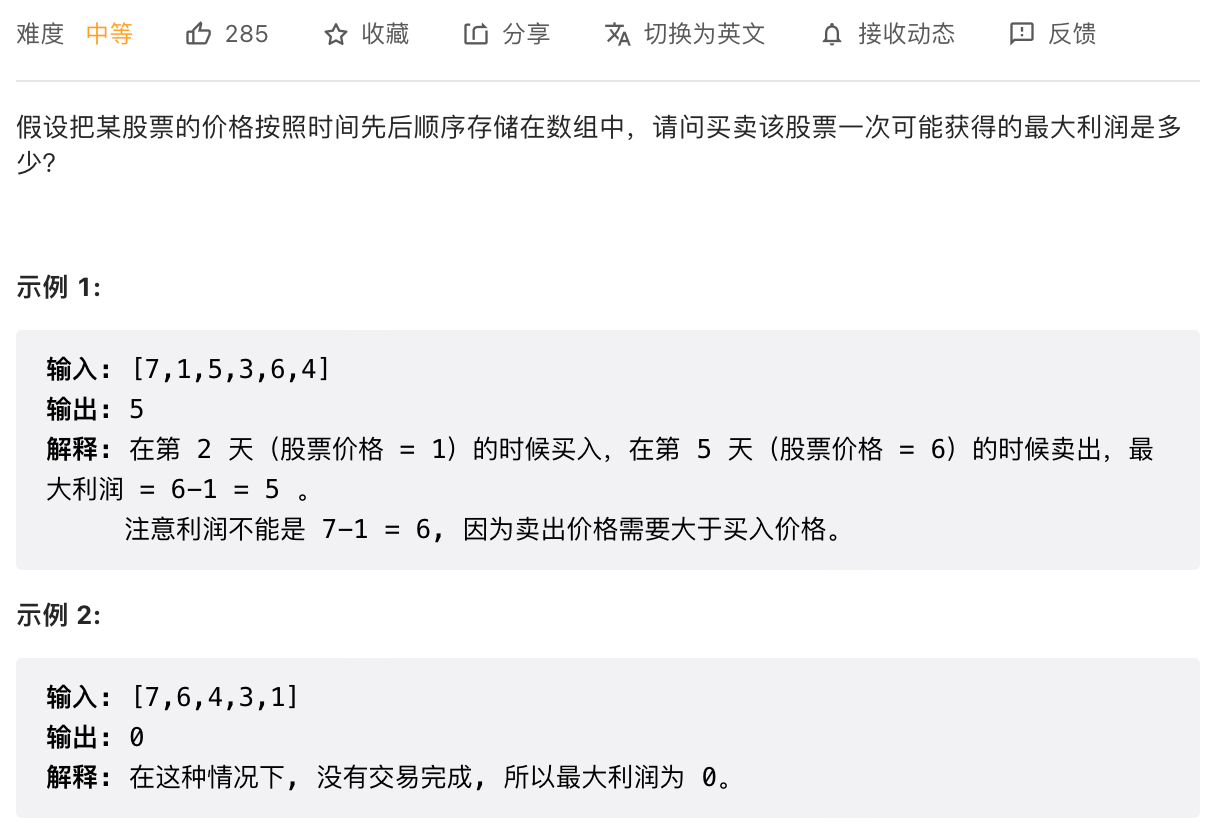 难度 中等 285 收藏 分享 切换为英文 接收动态 反馈
假设把某股票的价格按照时间先后顺序存储在数组中，请问买卖该股票一次可能获得的最大利润是多
少?
示例 1:
输入: [7,1,5,3,6,4]
输出: 5
解释: 在第 2 天（股票价格 = 1）的时候买入，在第 5 天（股票价格 = 6）的时候卖出，最
大利润 = 6-1 = 5 。
注意利润不能是 7-1 = 6, 因为卖出价格需要大于买入价格。
示例 2:
输入: [7,6,4,3,1]
输出: 0
解释: 在这种情况下, 没有交易完成, 所以最大利润为 0。